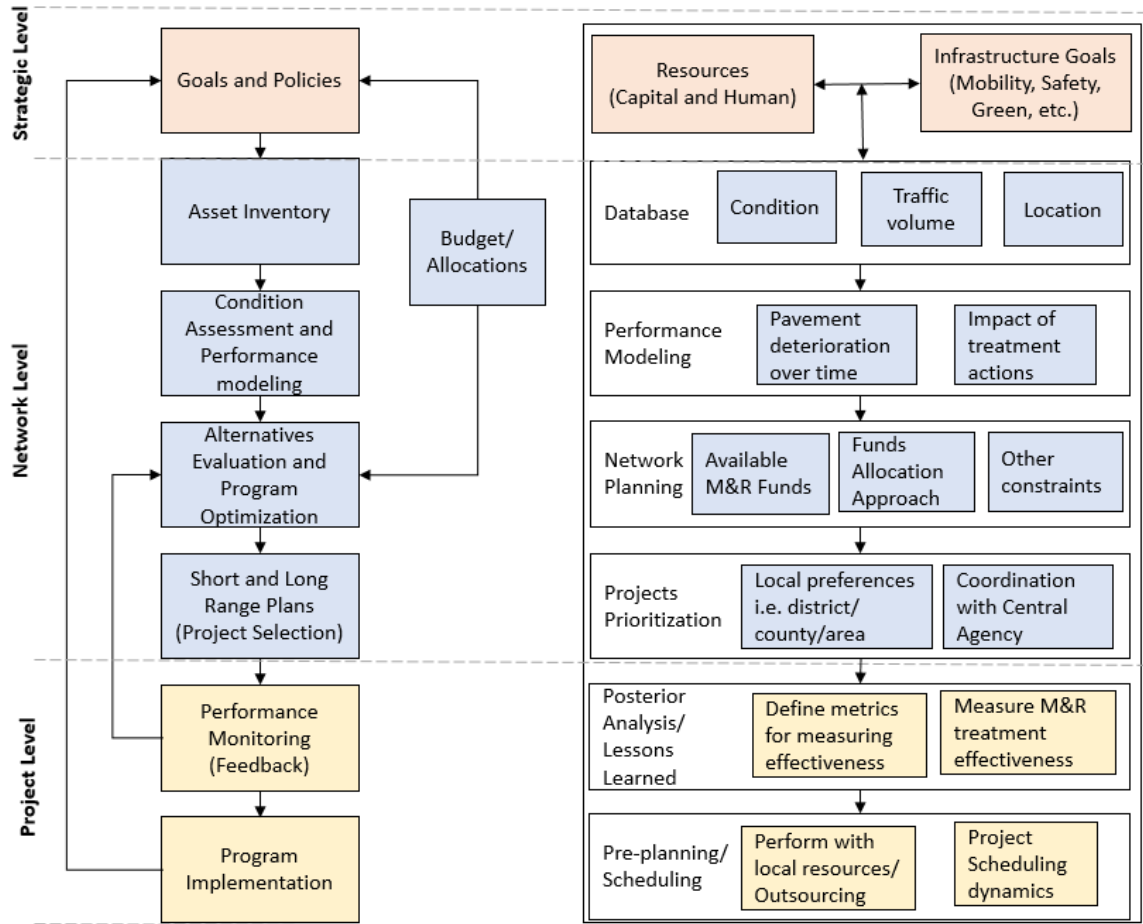 Strategic Level
Goals and Policies
Resources
(Capital and Human)
Infrastructure Goals
(Mobility, Safety,
Green, etc.)
Network Level
Asset Inventory
Budget/
Allocations
Condition
Assessment and
Performance
modeling
Alternatives
Evaluation and
Program
Optimization
Short and Long
Range Plans
(Project Selection)
Database
Condition
Traffic
volume
Location
Performance
Modeling
Pavement
deterioration
over time
Impact of
treatment
actions
Network
Planning
Available
M&R Funds
Funds
Allocation
Approach
Other
constraints
Projects
Prioritization
Local preferences
i.e. district/
county/area
Coordination
with Central
Agency
Project Level
Performance
Monitoring
(Feedback)
Program
Implementation
Posterior
Analysis/
Lessons
Learned
Define metrics
for measuring
effectiveness
Measure M&R
treatment
effectiveness
Pre-planning/
Scheduling
Perform with
local resources/
Outsourcing
Project
Scheduling
dynamics